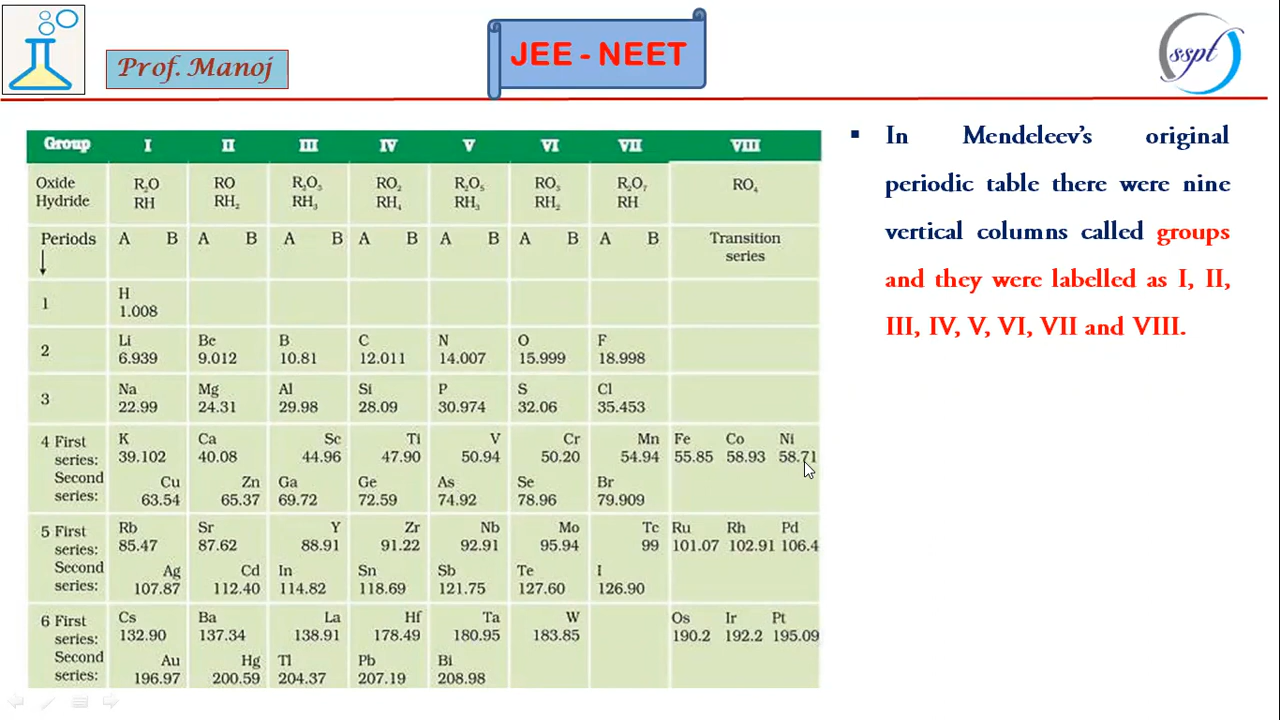 Prof. Manoj
JEE - NEET
sspt
Group I II III IV V VI VII VIII
Oxide R₂O RO R₂O₃ RO₂ R₂O₅ RO₃ R₂O₇ RO₄
Hydride RH RH₂ RH₃ RH₄ RH₃ RH₂ RH
Periods A B A B A B A B A B A B A B Transition
↓ series
1 H
1.008
2 Li Be B C N O F
6.939 9.012 10.81 12.011 14.007 15.999 18.998
3 Na Mg Al Si P S Cl
22.99 24.31 29.98 28.09 30.974 32.06 35.453
4 First K Ca Sc Ti V Cr Mn Fe Co Ni
series: 39.102 40.08 44.96 47.90 50.94 50.20 54.94 55.85 58.93 58.71
Second Cu Zn Ga Ge As Se Br
series: 63.54 65.37 69.72 72.59 74.92 78.96 79.909
5 First Rb Sr Y Zr Nb Mo Tc Ru Rh Pd
series: 85.47 87.62 88.91 91.22 92.91 95.94 99 101.07 102.91 106.4
Second Ag Cd In Sn Sb Te I
series: 107.87 112.40 114.82 118.69 121.75 127.60 126.90
6 First Cs Ba La Hf Ta W Os Ir Pt
series: 132.90 137.34 138.91 178.49 180.95 183.85 190.2 192.2 195.09
Second Au Hg Tl Pb Bi
series: 196.97 200.59 204.37 207.19 208.98
▪ In Mendeleev's original
periodic table there were nine
vertical columns called groups
and they were labelled as I, II,
III, IV, V, VI, VII and VIII.